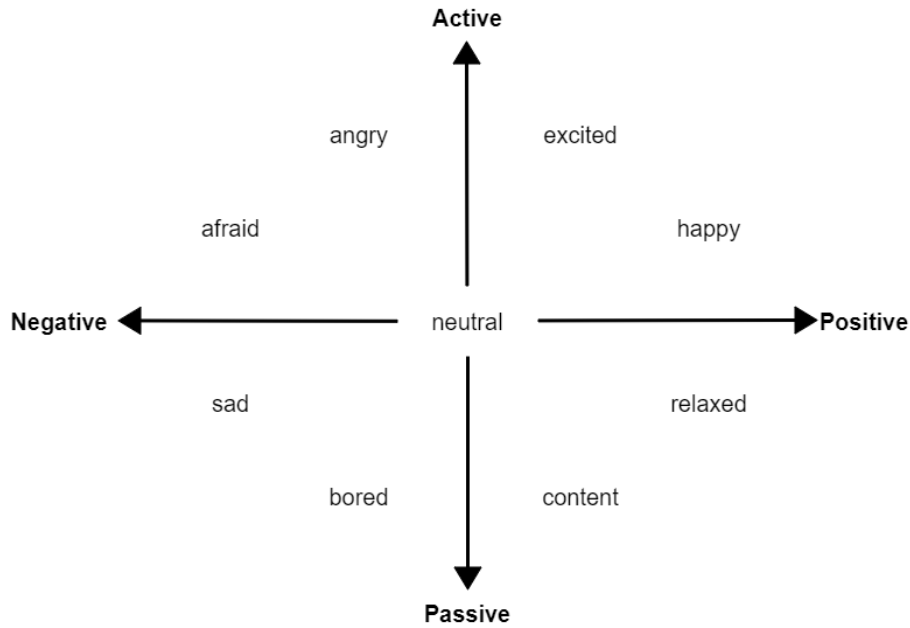 Active
angry excited
afraid happy
Negative neutral Positive
sad relaxed
bored content
Passive